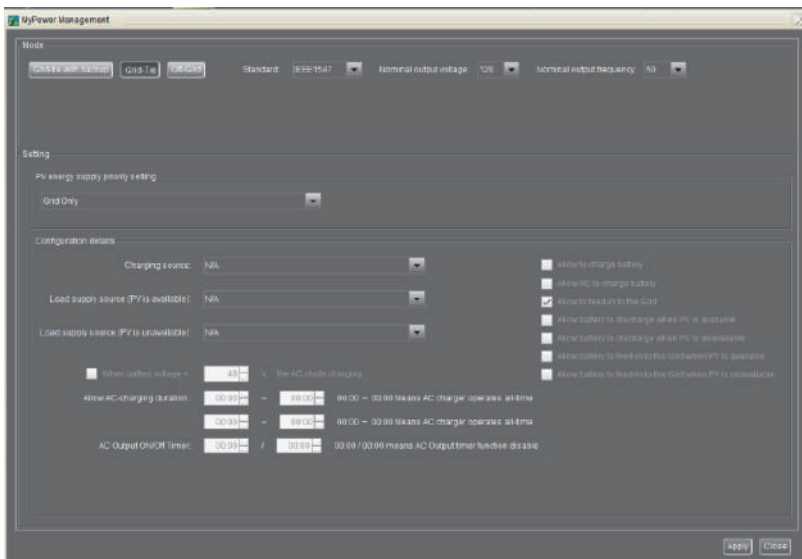 MyPower Management
Mode
Grid-tie with backup Grid-Tie Off-Grid Standard: IEEE1547 Nominal output voltage: 120 Nominal output frequency: 50
Setting
PV energy supply priority setting
Grid Only
Configuration details
Charging source: N/A
Load supply source (PV is available): N/A
Load supply source (PV is unavailable): N/A
Allow to charge battery
Allow AC to charge battery
Allow to feed-in to the Grid
Allow battery to discharge when PV is available
Allow battery to discharge when PV is unavailable
Allow battery to feed-in to the Grid when PV is available
Allow battery to feed-in to the Grid when PV is unavailable
When battery voltage < 48 V, the AC starts charging
Allow AC-charging duration: 00:00 ~ 00:00 00:00 ~ 00:00 Means AC charger operates all-time
00:00 ~ 00:00 00:00 ~ 00:00 Means AC charger operates all-time
AC Output ON/Off Timer: 00:00 / 00:00 00:00 / 00:00 means AC Output timer function disable
Apply Close